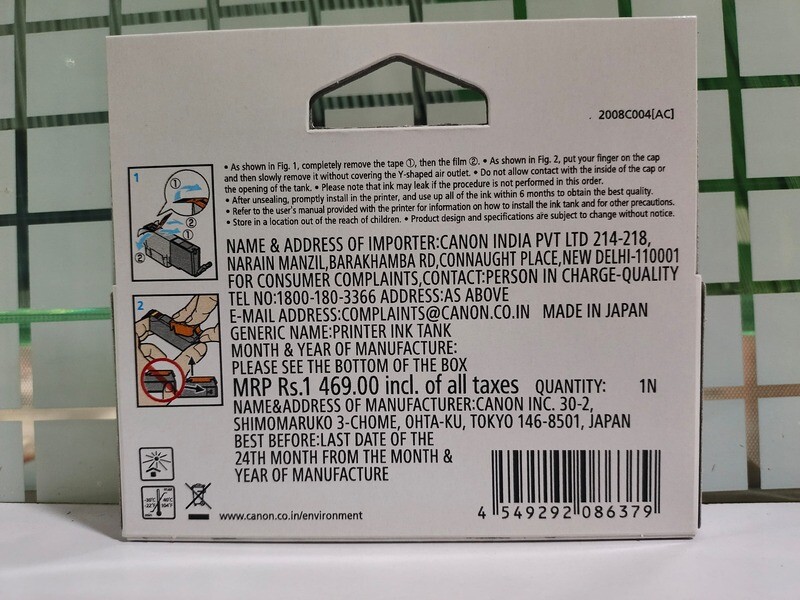 2008C004[AC]
• As shown in Fig. 1, completely remove the tape ①, then the film ②. • As shown in Fig. 2, put your finger on the cap
and then slowly remove it without covering the Y-shaped air outlet. • Do not allow contact with the inside of the cap or
the opening of the tank. • Please note that ink may leak if the procedure is not performed in this order.
• After unsealing, promptly install in the printer, and use up all of the ink within 6 months to obtain the best quality.
• Refer to the user's manual provided with the printer for information on how to install the ink tank and for other precautions.
• Store in a location out of the reach of children. • Product design and specifications are subject to change without notice.
1
①
②
①
②
NAME & ADDRESS OF IMPORTER:CANON INDIA PVT LTD 214-218,
NARAIN MANZIL,BARAKHAMBA RD,CONNAUGHT PLACE,NEW DELHI-110001
FOR CONSUMER COMPLAINTS,CONTACT:PERSON IN CHARGE-QUALITY
TEL NO:1800-180-3366 ADDRESS:AS ABOVE
E-MAIL ADDRESS:COMPLAINTS@CANON.CO.IN MADE IN JAPAN
2
GENERIC NAME:PRINTER INK TANK
MONTH & YEAR OF MANUFACTURE:
PLEASE SEE THE BOTTOM OF THE BOX
MRP Rs.1 469.00 incl. of all taxes QUANTITY: 1N
NAME&ADDRESS OF MANUFACTURER:CANON INC. 30-2,
SHIMOMARUKO 3-CHOME, OHTA-KU, TOKYO 146-8501, JAPAN
BEST BEFORE:LAST DATE OF THE
24TH MONTH FROM THE MONTH &
YEAR OF MANUFACTURE
www.canon.co.in/environment
4 549292 086379